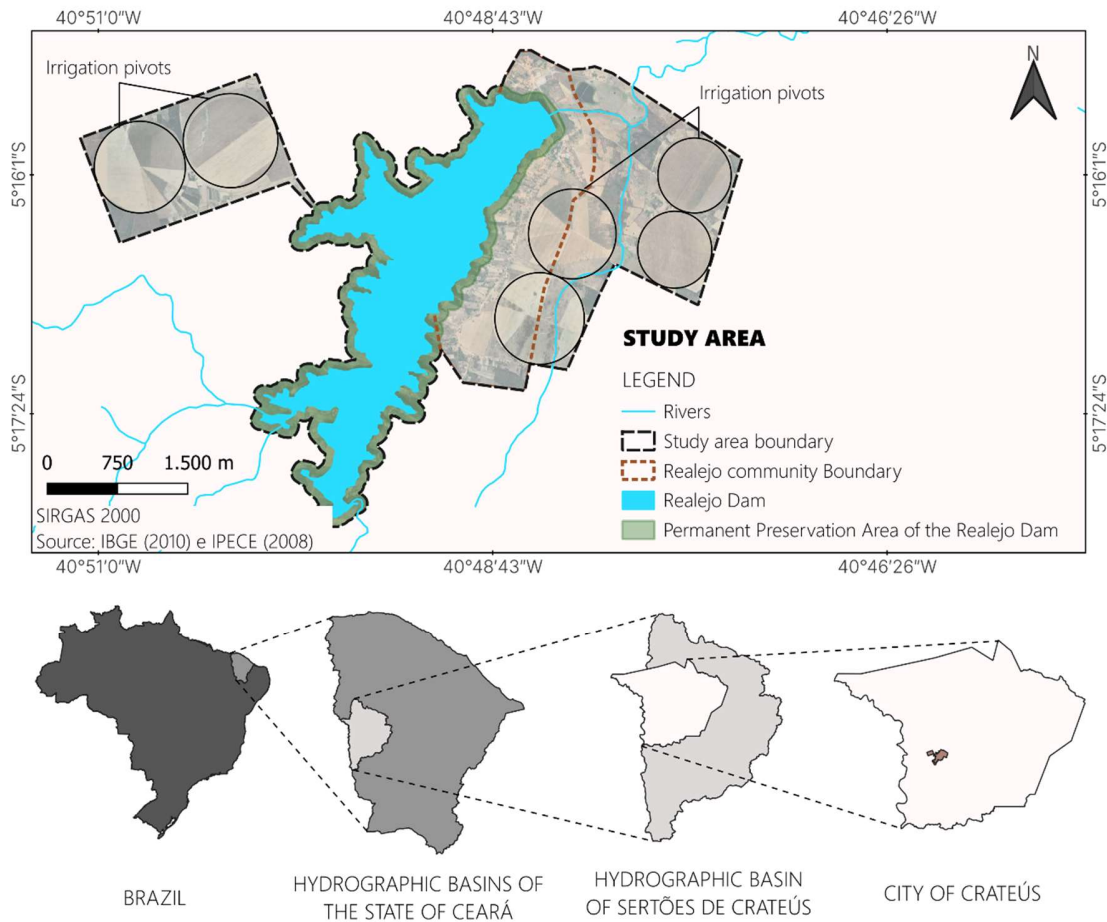 40°51'0"W
40°48'43"W
40°46'26"W
Irrigation pivots
Irrigation pivots
N
5°16'1"S
5°16'1"S
5°17'24"S
5°17'24"S
STUDY AREA
LEGEND
Rivers
Study area boundary
Realejo community Boundary
Realejo Dam
Permanent Preservation Area of the Realejo Dam
0 750 1.500 m
SIRGAS 2000
Source: IBGE (2010) e IPECE (2008)
40°51'0"W
40°48'43"W
40°46'26"W
BRAZIL
HYDROGRAPHIC BASINS OF
THE STATE OF CEARÁ
HYDROGRAPHIC BASIN
OF SERTÕES DE CRATEÚS
CITY OF CRATEÚS